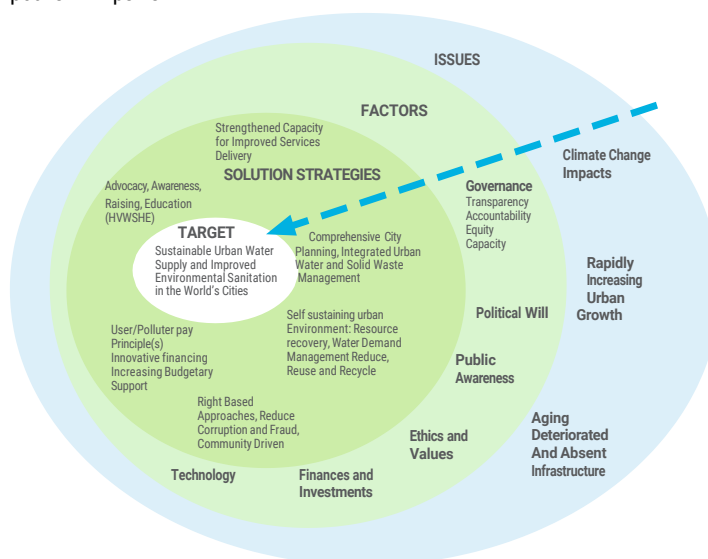 ISSUES
FACTORS
Strengthened Capacity
for Improved Services
Delivery
SOLUTION STRATEGIES
Climate Change
Impacts
Advocacy, Awareness,
Raising, Education
(HVWSHE)
Governance
Transparency
Accountability
Equity
Capacity
TARGET
Sustainable Urban Water
Supply and Improved
Environmental Sanitation
in the World's Cities
Comprehensive City
Planning, Integrated Urban
Water and Solid Waste
Management
Rapidly
Increasing
Urban
Growth
Political Will
Self sustaining urban
Environment: Resource
recovery, Water Demand
Management Reduce,
Reuse and Recycle
User/Polluter pay
Principle(s)
Innovative financing
Increasing Budgetary
Support
Public
Awareness
Right Based
Approaches, Reduce
Corruption and Fraud,
Community Driven
Ethics and
Values
Aging
Deteriorated
And Absent
Infrastructure
Technology
Finances and
Investments